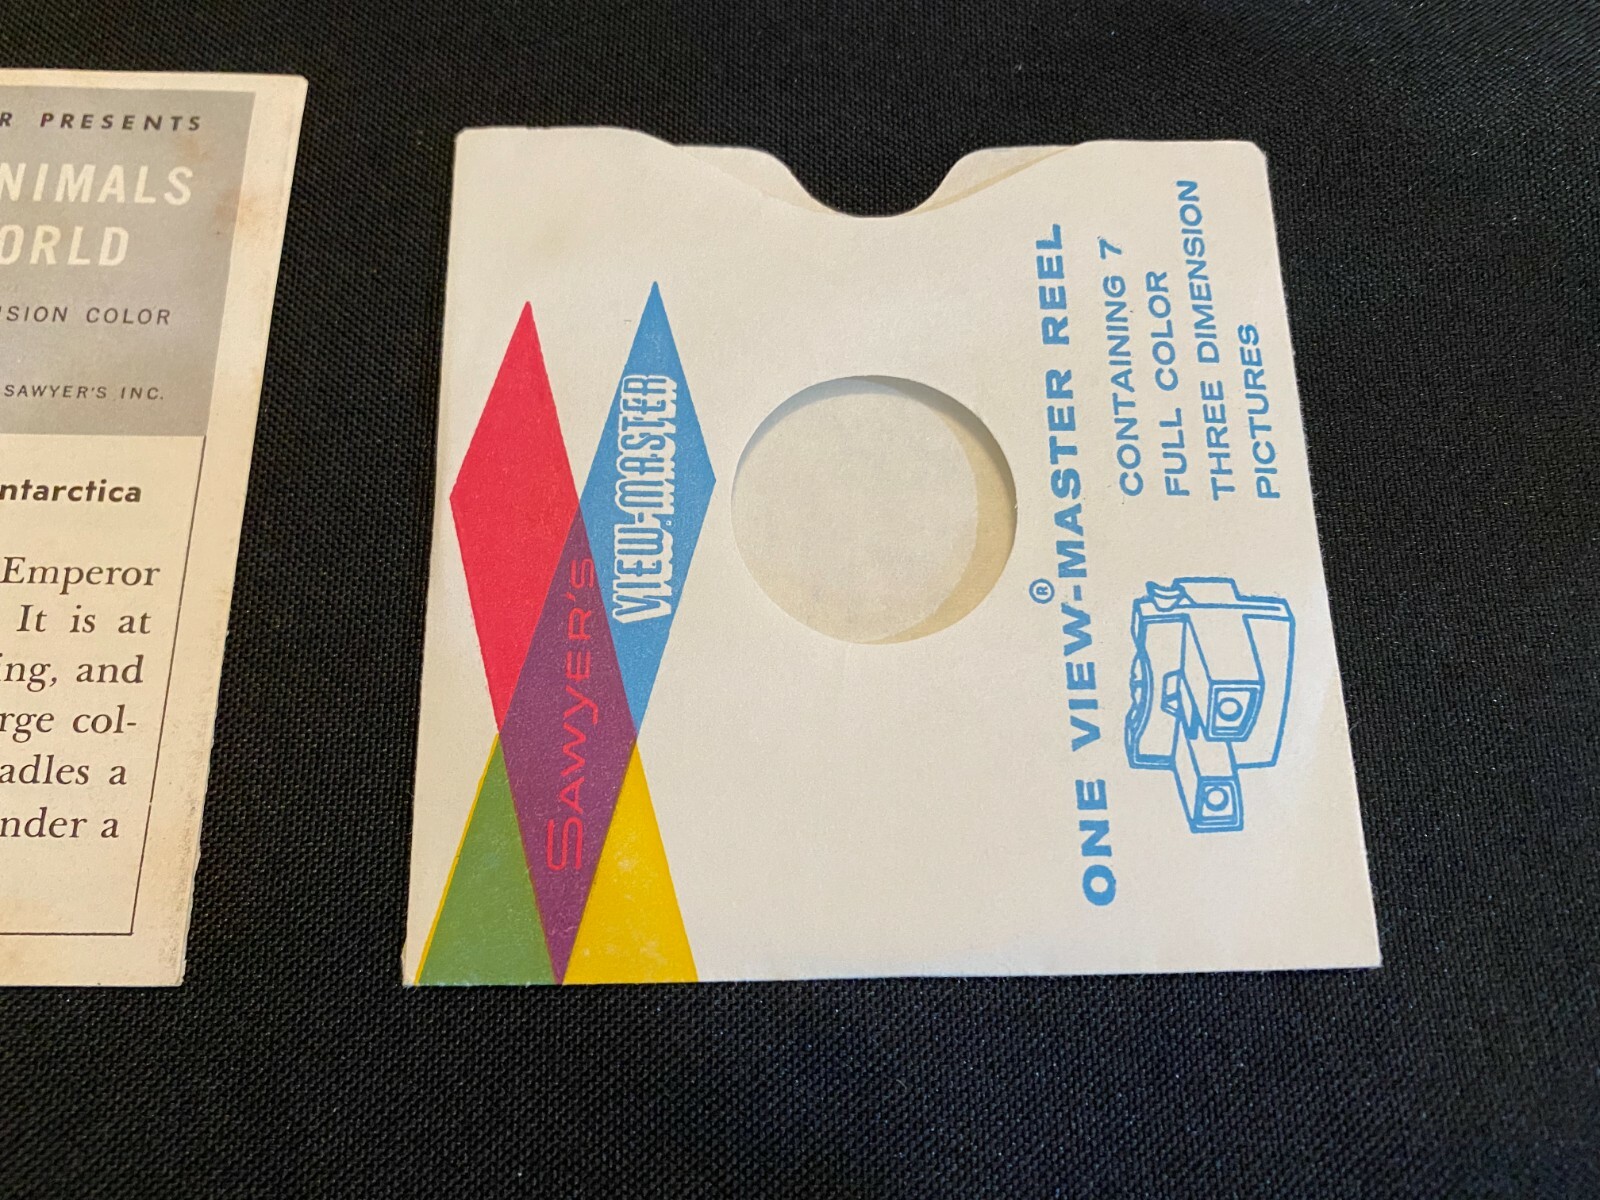 R PRESENTS
NIMALS
ORLD
SION COLOR
SAWYER'S INC.
ntarctica
Emperor
It is at
ing, and
rge col-
adles a
nder a
SAWYER'S
VIEW-MASTER
ONE VIEW-MASTER® REEL
CONTAINING 7
FULL COLOR
THREE DIMENSION
PICTURES